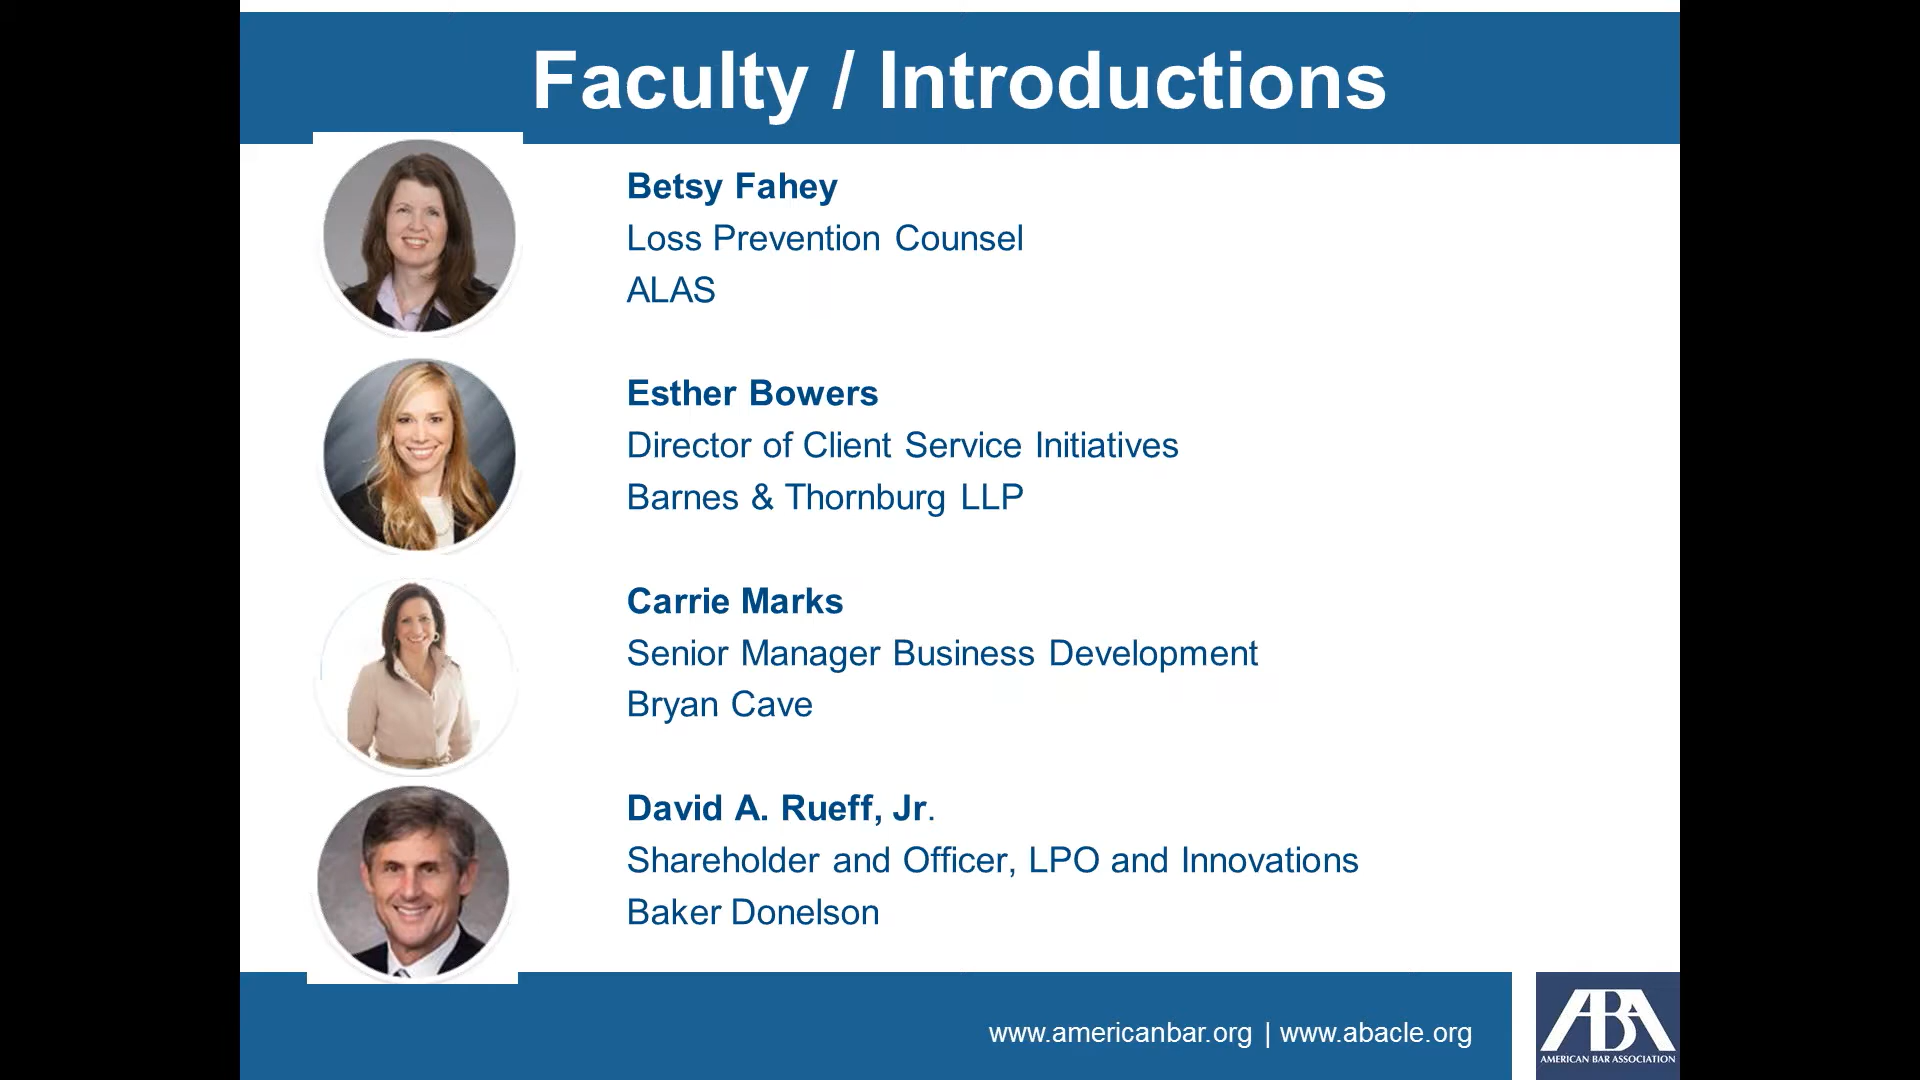 Faculty / Introductions
Betsy Fahey
Loss Prevention Counsel
ALAS
Esther Bowers
Director of Client Service Initiatives
Barnes & Thornburg LLP
Carrie Marks
Senior Manager Business Development
Bryan Cave
David A. Rueff, Jr.
Shareholder and Officer, LPO and Innovations
Baker Donelson
www.americanbar.org | www.abacle.org
ABA
AMERICAN BAR ASSOCIATION